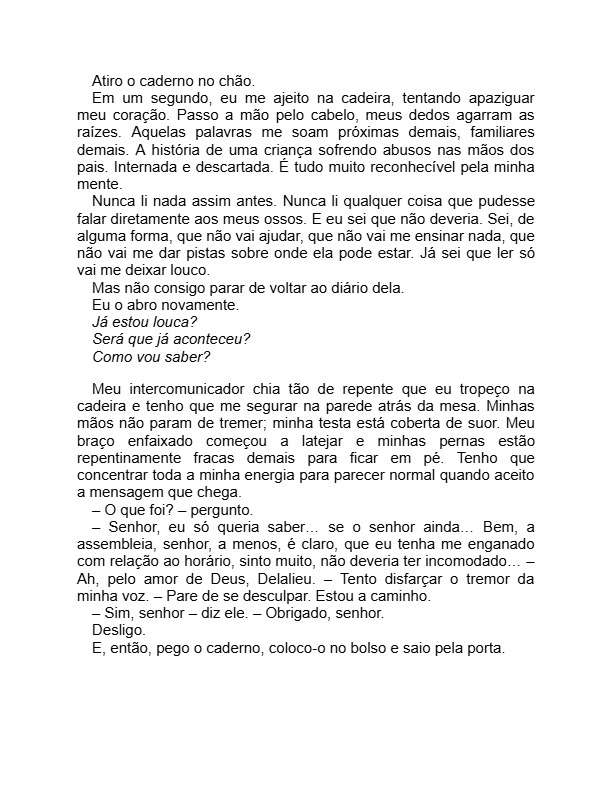 Atiro o caderno no chão.
Em um segundo, eu me ajeito na cadeira, tentando apaziguar
meu coração. Passo a mão pelo cabelo, meus dedos agarram as
raízes. Aquelas palavras me soam próximas demais, familiares
demais. A história de uma criança sofrendo abusos nas mãos dos
pais. Internada e descartada. É tudo muito reconhecível pela minha
mente.
Nunca li nada assim antes. Nunca li qualquer coisa que pudesse
falar diretamente aos meus ossos. E eu sei que não deveria. Sei, de
alguma forma, que não vai ajudar, que não vai me ensinar nada, que
não vai me dar pistas sobre onde ela pode estar. Já sei que ler só
vai me deixar louco.
Mas não consigo parar de voltar ao diário dela.
Eu o abro novamente.
Já estou louca?
Será que já aconteceu?
Como vou saber?
Meu intercomunicador chia tão de repente que eu tropeço na
cadeira e tenho que me segurar na parede atrás da mesa. Minhas
mãos não param de tremer; minha testa está coberta de suor. Meu
braço enfaixado começou a latejar e minhas pernas estão
repentinamente fracas demais para ficar em pé. Tenho que
concentrar toda a minha energia para parecer normal quando aceito
a mensagem que chega.
– O que foi? – pergunto.
– Senhor, eu só queria saber… se o senhor ainda… Bem, a
assembleia, senhor, a menos, é claro, que eu tenha me enganado
com relação ao horário, sinto muito, não deveria ter incomodado… –
Ah, pelo amor de Deus, Delalieu. – Tento disfarçar o tremor da
minha voz. – Pare de se desculpar. Estou a caminho.
– Sim, senhor – diz ele. – Obrigado, senhor.
Desligo.
E, então, pego o caderno, coloco-o no bolso e saio pela porta.